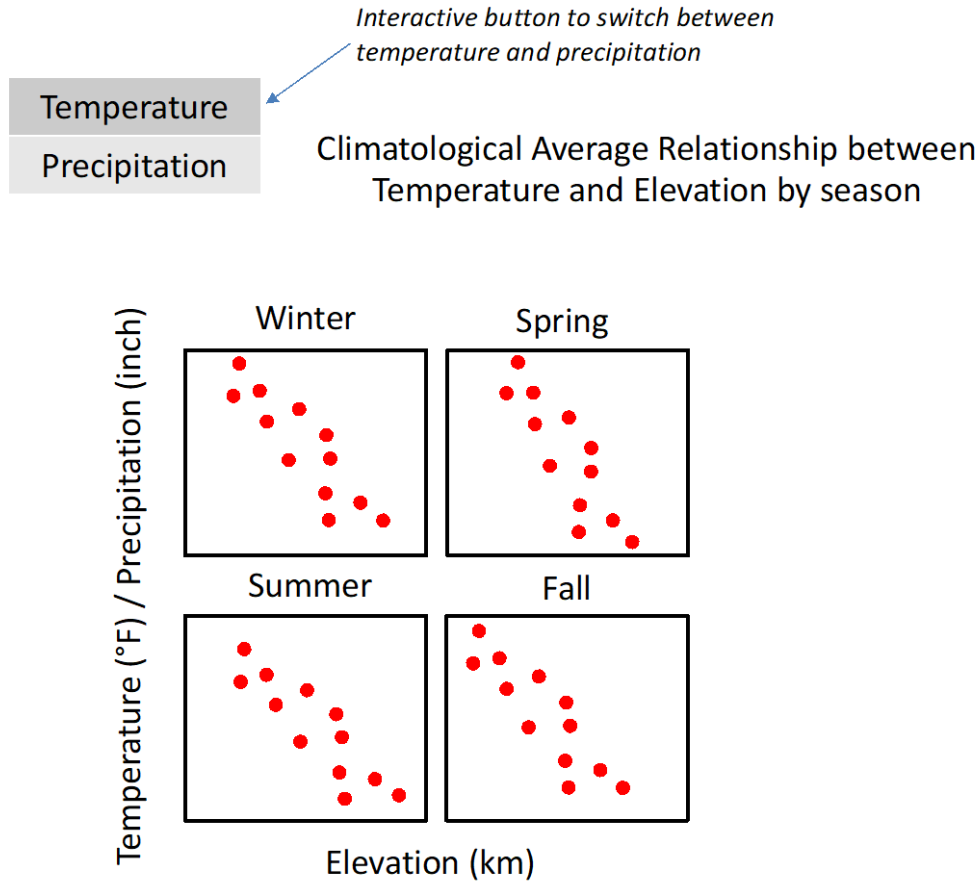 Interactive button to switch between
temperature and precipitation
Temperature
Precipitation
Climatological Average Relationship between
Temperature and Elevation by season
Winter
Spring
Summer
Fall
Temperature (°F) / Precipitation (inch)
Elevation (km)